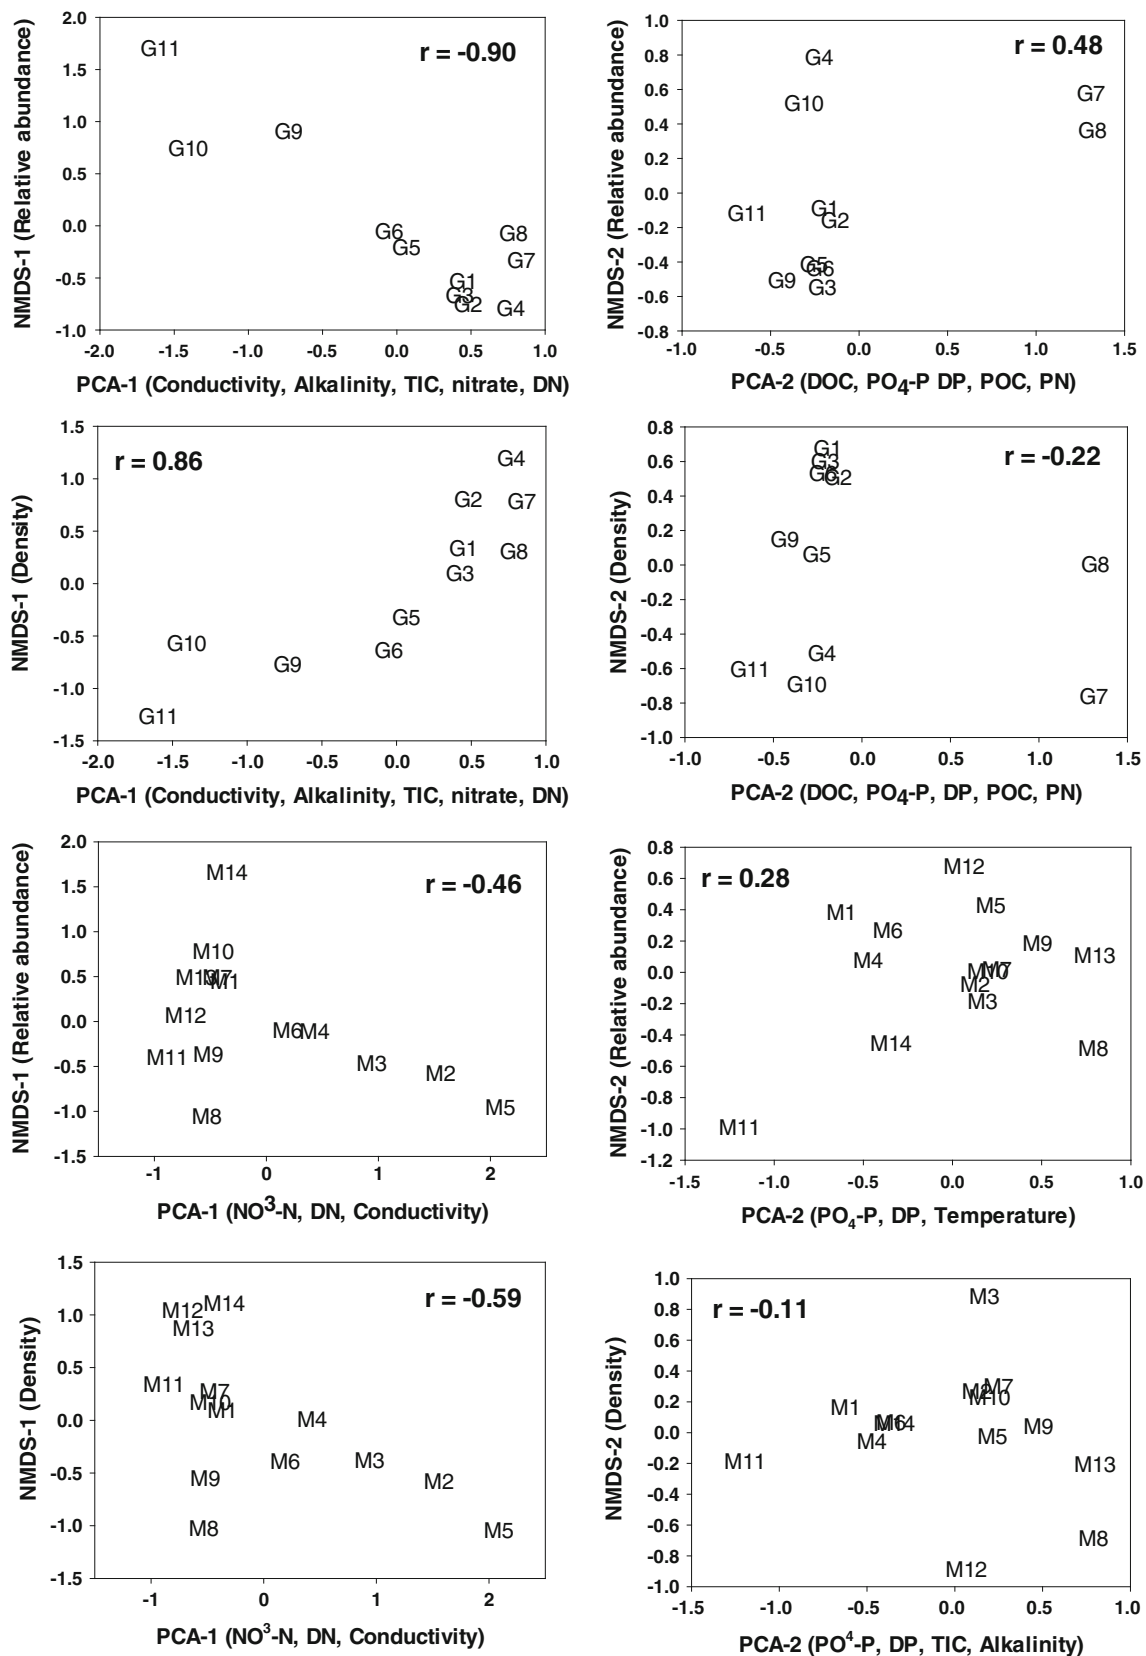 NMDS-1 (Relative abundance)
2.0
1.5
1.0
0.5
0.0
-0.5
-1.0
r = -0.90
G11
G10
G9
G6
G5
G8
G7
G1
G3
G2
G4
-2.0 -1.5 -1.0 -0.5 0.0 0.5 1.0
PCA-1 (Conductivity, Alkalinity, TIC, nitrate, DN)
NMDS-2 (Relative abundance)
1.0
0.8
0.6
0.4
0.2
0.0
-0.2
-0.4
-0.6
-0.8
r = 0.48
G4
G10
G7
G8
G11
G1
G2
G5
G6
G9
G3
-1.0 -0.5 0.0 0.5 1.0 1.5
PCA-2 (DOC, PO4-P DP, POC, PN)
NMDS-1 (Density)
1.5
1.0
0.5
0.0
-0.5
-1.0
-1.5
r = 0.86
G4
G2
G7
G1
G8
G3
G5
G6
G10
G9
G11
-2.0 -1.5 -1.0 -0.5 0.0 0.5 1.0
PCA-1 (Conductivity, Alkalinity, TIC, nitrate, DN)
NMDS-2 (Density)
0.8
0.6
0.4
0.2
0.0
-0.2
-0.4
-0.6
-0.8
-1.0
r = -0.22
G1
G3
G6
G2
G9
G5
G8
G4
G11
G10
G7
-1.0 -0.5 0.0 0.5 1.0 1.5
PCA-2 (DOC, PO4-P, DP, POC, PN)
NMDS-1 (Relative abundance)
2.0
1.5
1.0
0.5
0.0
-0.5
-1.0
-1.5
r = -0.46
M14
M10
M13
M7
M1
M12
M6
M4
M11
M9
M3
M2
M8
M5
-1 0 1 2
PCA-1 (NO3-N, DN, Conductivity)
NMDS-2 (Relative abundance)
0.8
0.6
0.4
0.2
0.0
-0.2
-0.4
-0.6
-0.8
-1.0
-1.2
r = 0.28
M12
M1
M5
M6
M9
M4
M13
M7
M10
M2
M3
M14
M8
M11
-1.5 -1.0 -0.5 0.0 0.5 1.0
PCA-2 (PO4-P, DP, Temperature)
NMDS-1 (Density)
1.5
1.0
0.5
0.0
-0.5
-1.0
-1.5
r = -0.59
M12
M14
M13
M11
M7
M10
M1
M4
M6
M3
M9
M2
M8
M5
-1 0 1 2
PCA-1 (NO3-N, DN, Conductivity)
NMDS-2 (Density)
1.0
0.8
0.6
0.4
0.2
0.0
-0.2
-0.4
-0.6
-0.8
-1.0
r = -0.11
M3
M7
M2
M10
M1
M6
M14
M9
M4
M5
M11
M13
M8
M12
-1.5 -1.0 -0.5 0.0 0.5 1.0
PCA-2 (PO4-P, DP, TIC, Alkalinity)